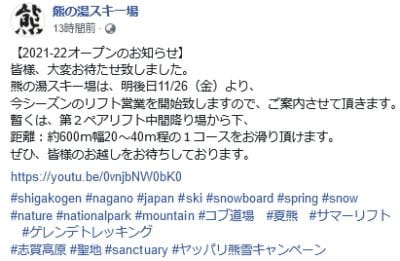 熊
熊の湯スキー場
13時間前 ·
【2021-22オープンのお知らせ】
皆様、大変お待たせ致しました。
熊の湯スキー場は、明後日11/26（金）より、
今シーズンのリフト営業を開始致しますので、ご案内させて頂きます。
暫くは、第２ペアリフト中間降り場から下、
距離：約600m幅20～40m程の１コースをお滑り頂けます。
ぜひ、皆様のお越しをお待ちしております。
https://youtu.be/0vnjbNW0bK0
#shigakogen #nagano #japan #ski #snowboard #spring #snow
#nature #nationalpark #mountain #コブ道場　#夏熊　#サマーリフト
#ゲレンデトレッキング
#志賀高原 #聖地 #sanctuary #ヤッパリ熊雪キャンペーン